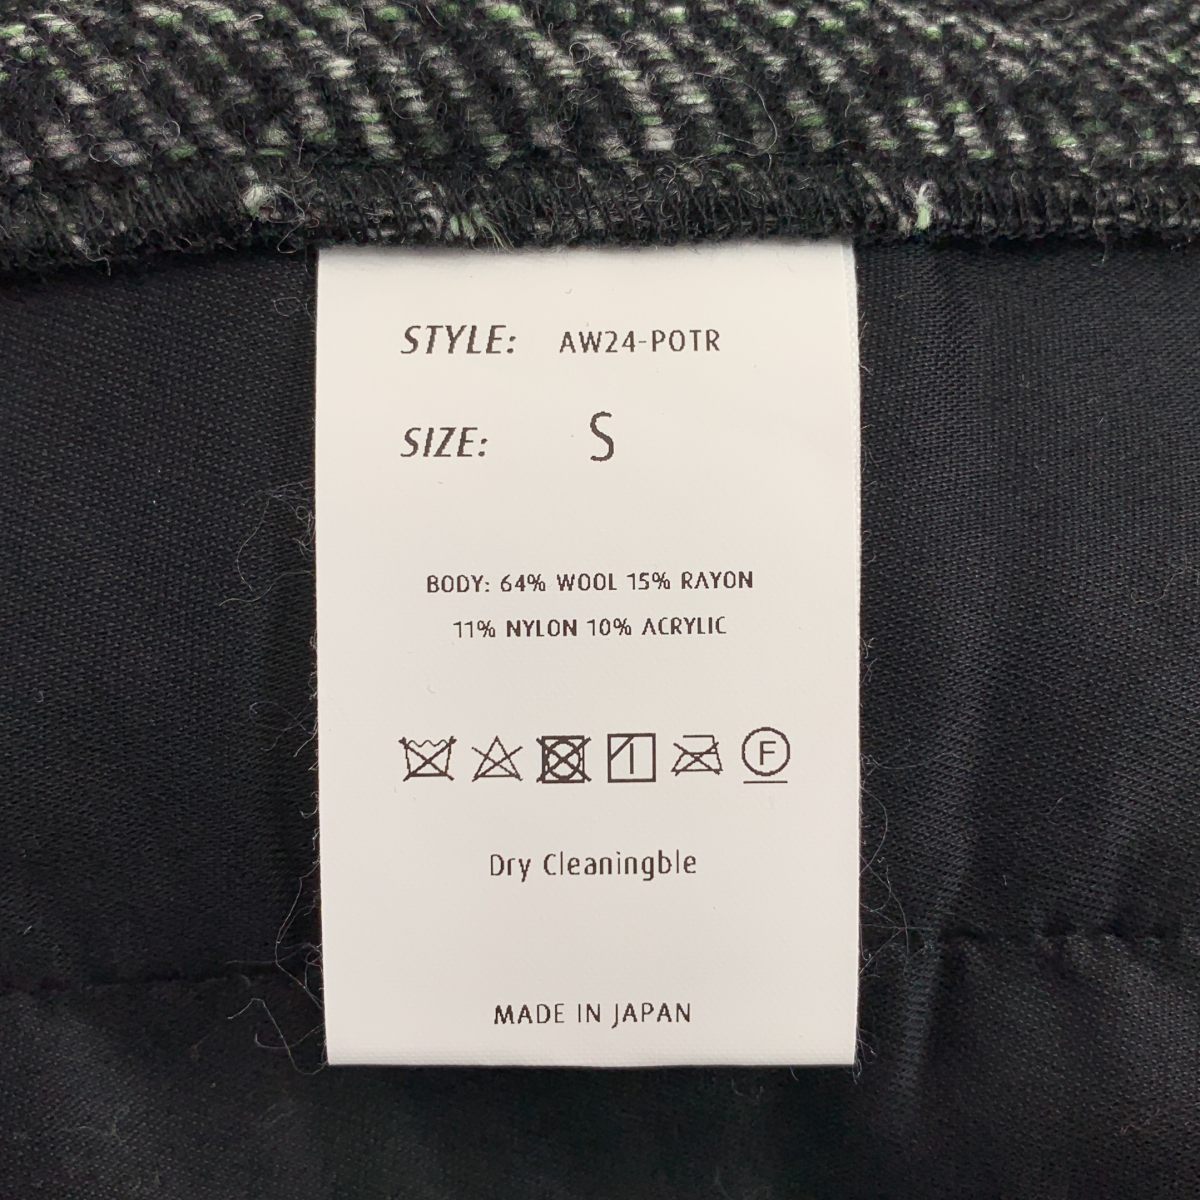 STYLE: AW24-POTR
SIZE: S
BODY: 64% WOOL 15% RAYON
11% NYLON 10% ACRYLIC
F
Dry Cleaningble
MADE IN JAPAN